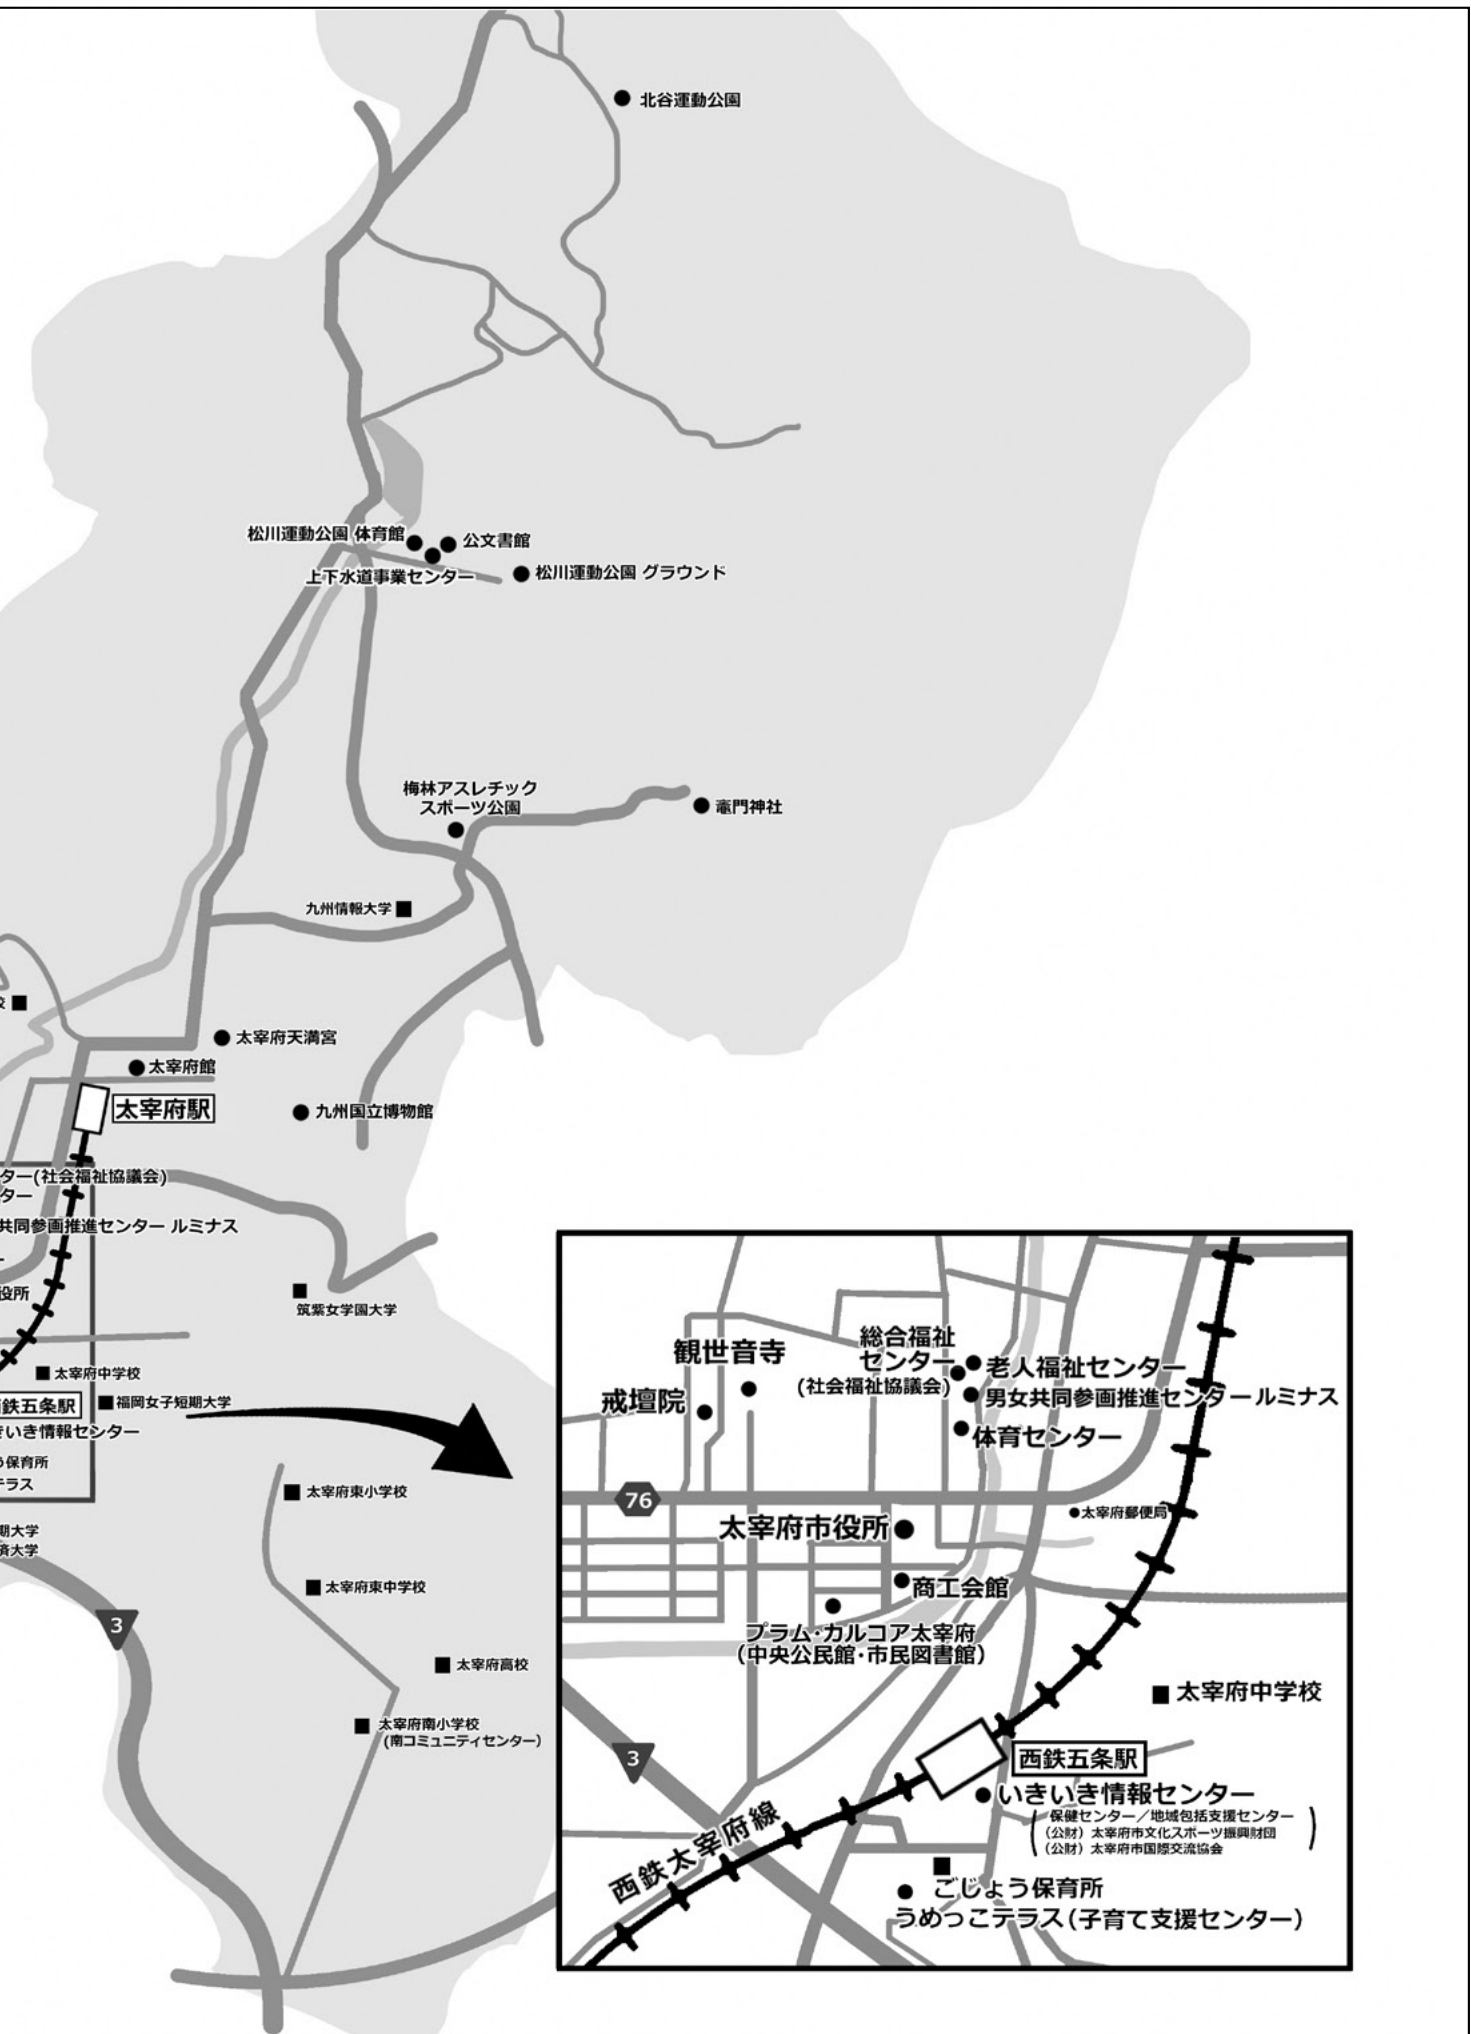 北谷運動公園
松川運動公園 体育館
公文書館
上下水道事業センター
松川運動公園 グラウンド
梅林アスレチック
スポーツ公園
竈門神社
九州情報大学
校
太宰府天満宮
太宰府館
太宰府駅
九州国立博物館
ター(社会福祉協議会)
ター
共同参画推進センター ルミナス
ー
役所
筑紫女学園大学
太宰府中学校
福岡女子短期大学
鉄五条駅
きいき情報センター
う保育所
テラス
太宰府東小学校
期大学
済大学
太宰府東中学校
3
太宰府高校
太宰府南小学校
(南コミュニティセンター)
観世音寺
戒壇院
総合福祉
センター
(社会福祉協議会)
老人福祉センター
男女共同参画推進センタールミナス
体育センター
76
太宰府市役所
太宰府郵便局
商工会館
プラム・カルコア太宰府
(中央公民館・市民図書館)
太宰府中学校
3
西鉄五条駅
いきいき情報センター
保健センター／地域包括支援センター
(公財) 太宰府市文化スポーツ振興財団
(公財) 太宰府市国際交流協会
西鉄太宰府線
ごじょう保育所
うめっこテラス(子育て支援センター)